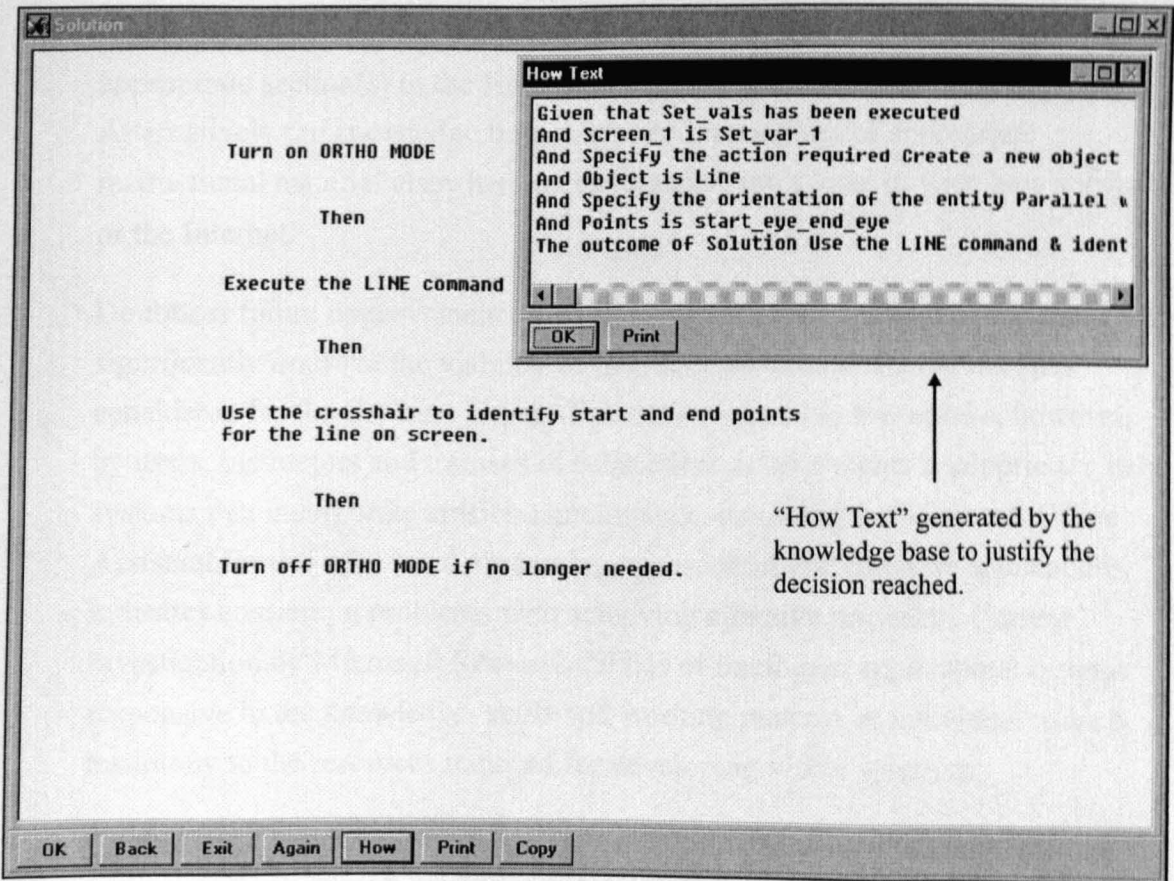 Solution
How Text
Given that Set_vals has been executed
And Screen_1 is Set_var_1
And Specify the action required Create a new object
And Object is Line
And Specify the orientation of the entity Parallel
And Points is start_eye_end_eye
The outcome of Solution Use the LINE command & ident
OK Print
Turn on ORTHO MODE
Then
Execute the LINE command
Then
Use the crosshair to identify start and end points
for the line on screen.
Then
Turn off ORTHO MODE if no longer needed.
“How Text” generated by the
knowledge base to justify the
decision reached.
OK Back Exit Again How Print Copy